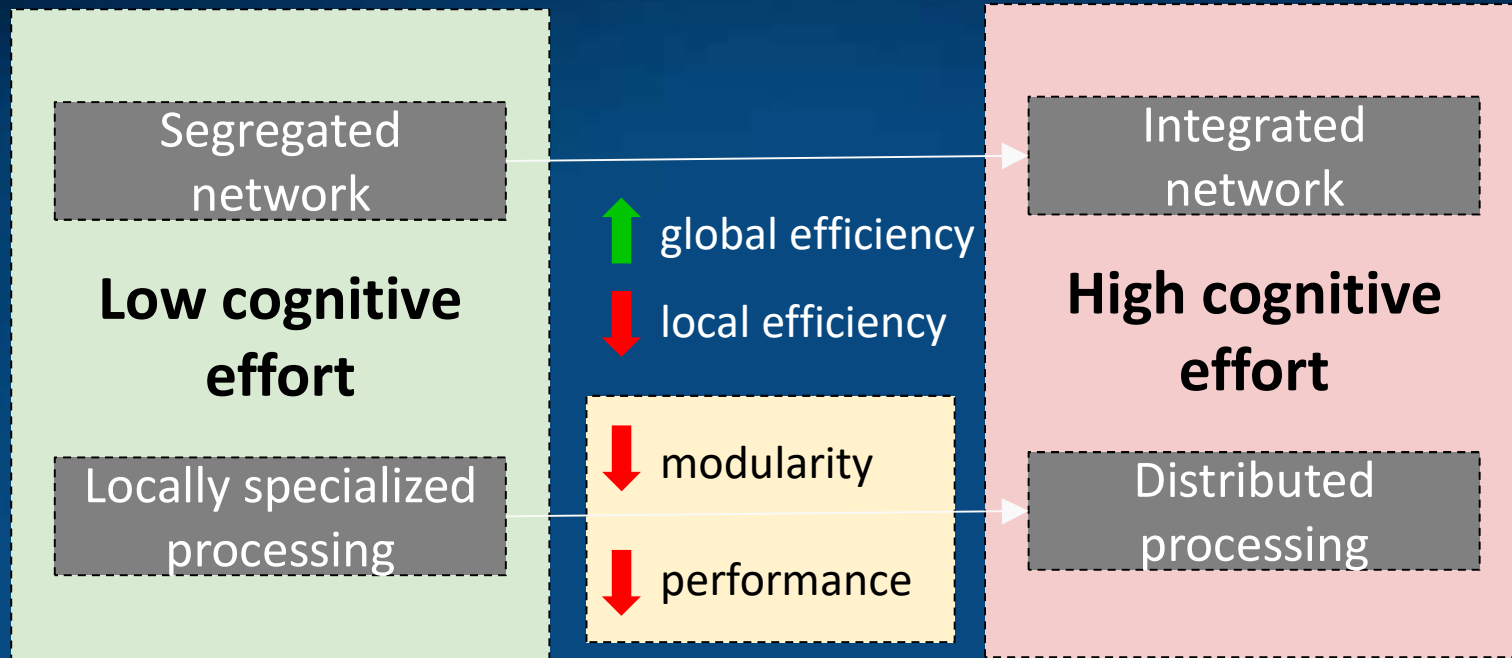 Segregated
network
Low cognitive
effort
Locally specialized
processing
global efficiency
local efficiency
modularity
performance
Integrated
network
High cognitive
effort
Distributed
processing